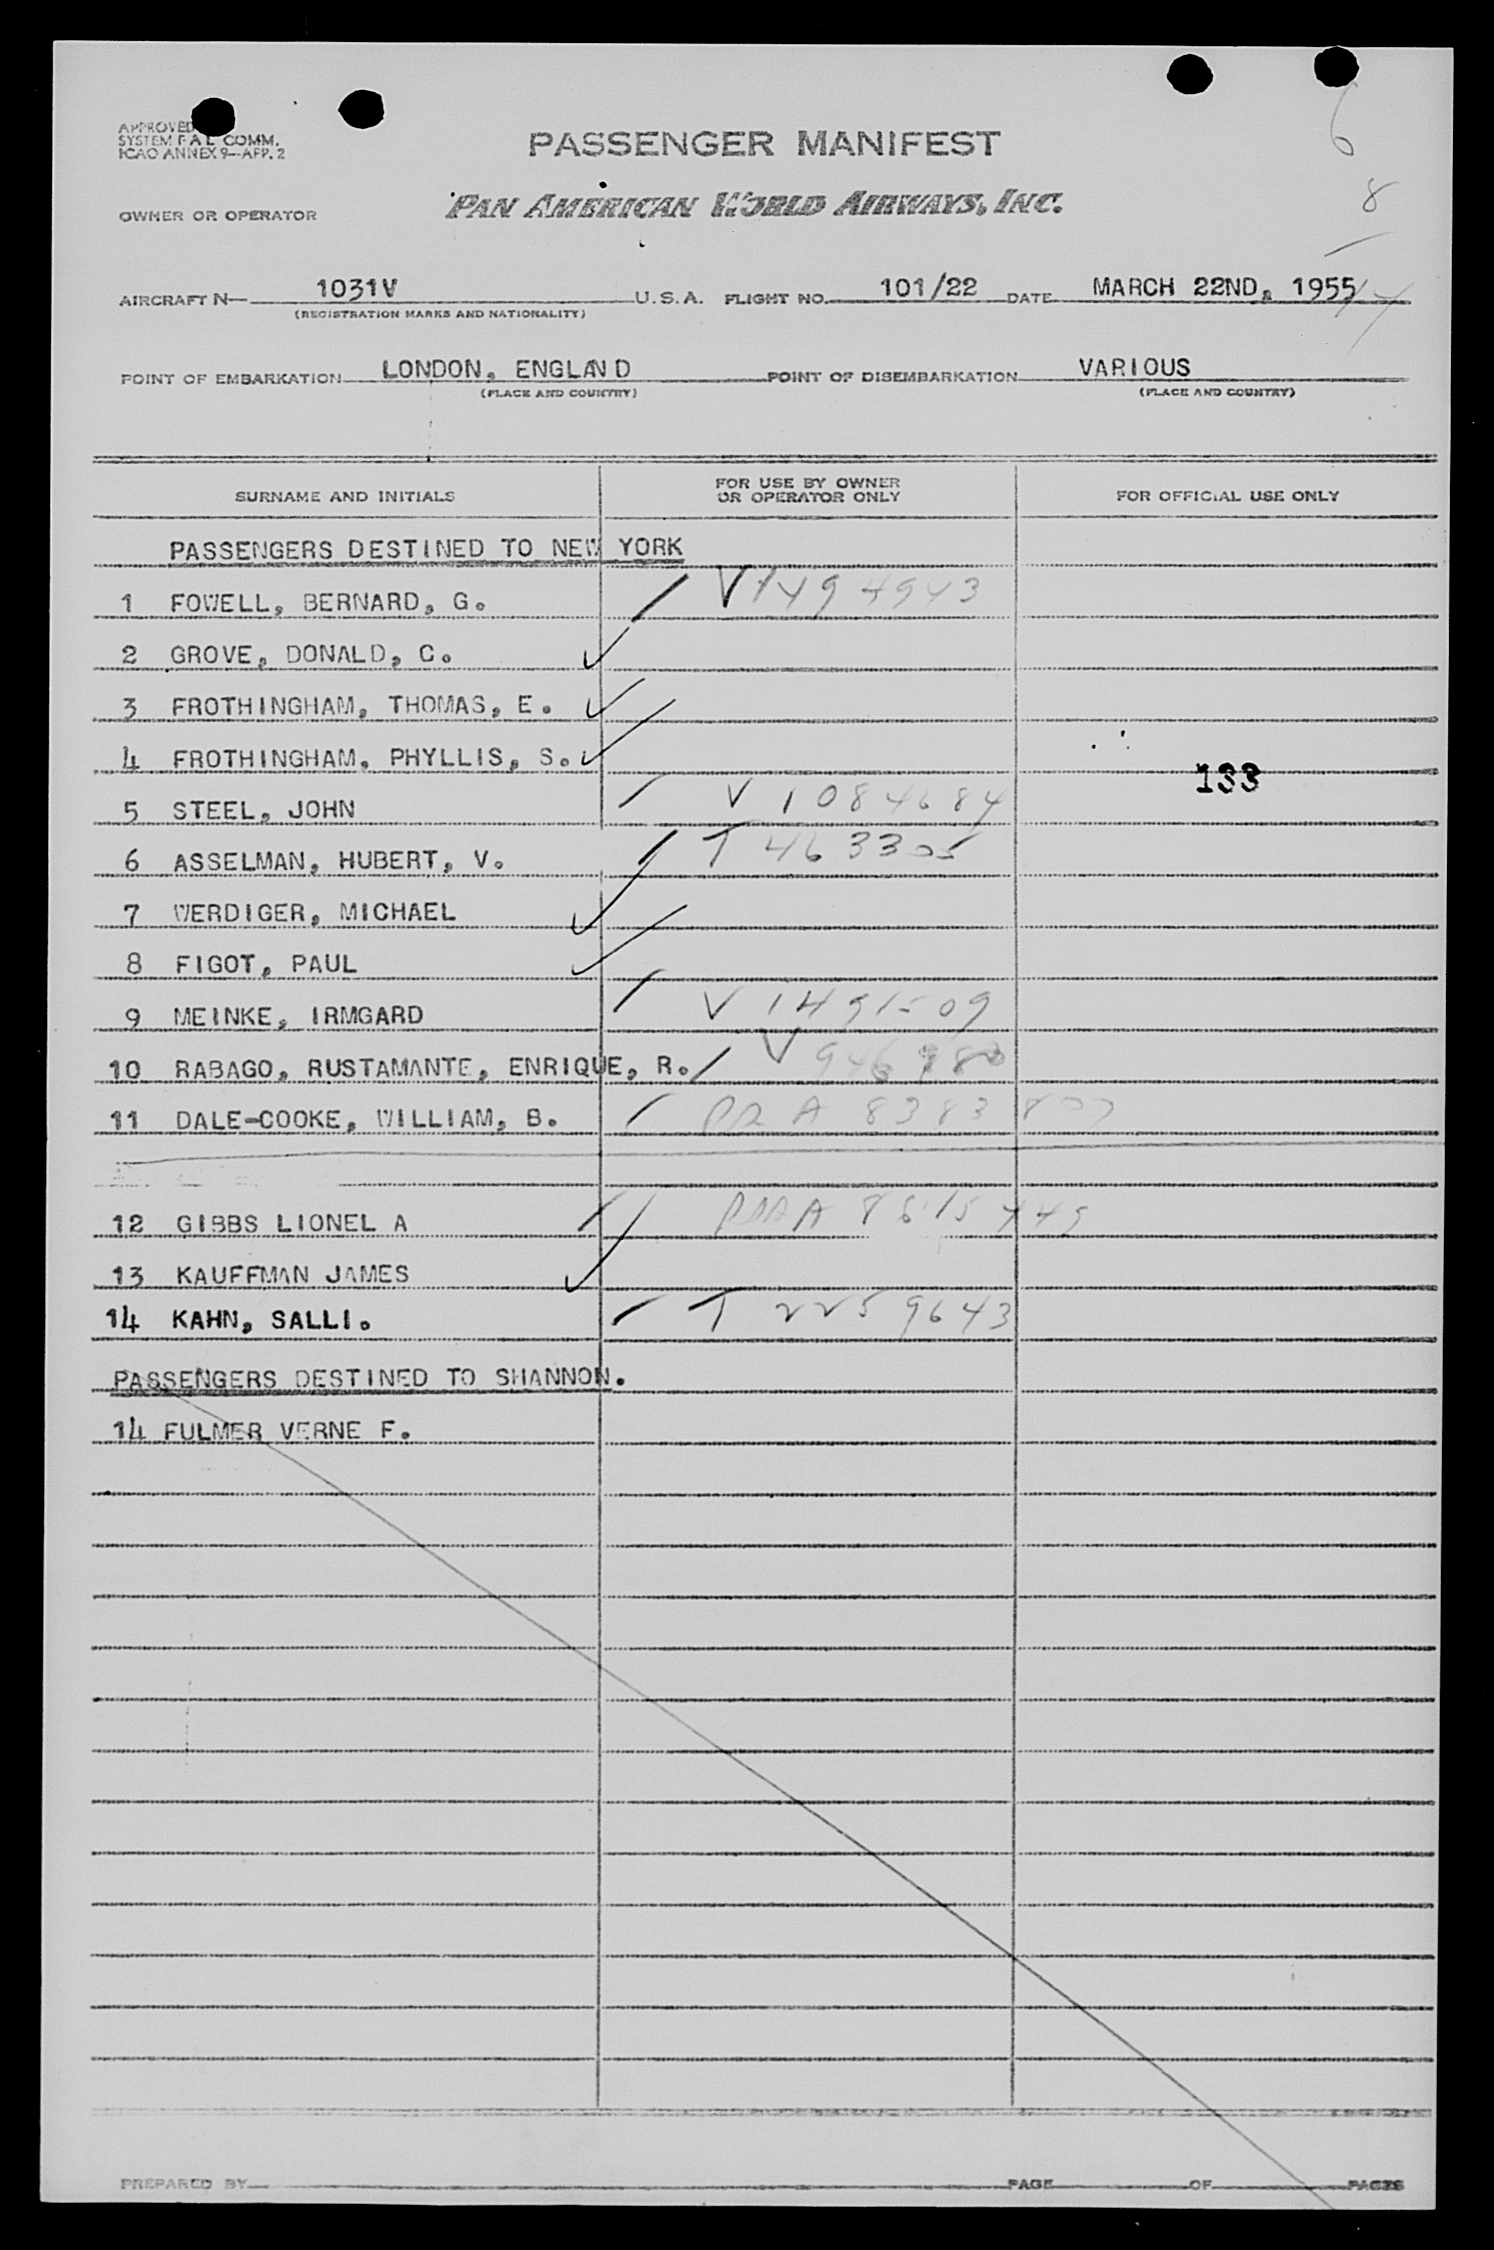 APPROVED
SYSTEM F A L COMM.
ICAO ANNEX 9—APP. 2
PASSENGER MANIFEST
6
8
OWNER OR OPERATOR PAN AMERICAN WORLD AIRWAYS, INC.
AIRCRAFT N— 1031V U.S.A. FLIGHT NO. 101/22 DATE MARCH 22ND, 1955
(REGISTRATION MARKS AND NATIONALITY)
POINT OF EMBARKATION LONDON, ENGLAND POINT OF DISEMBARKATION VARIOUS
(PLACE AND COUNTRY) (PLACE AND COUNTRY)
SURNAME AND INITIALS FOR USE BY OWNER OR OPERATOR ONLY FOR OFFICIAL USE ONLY
PASSENGERS DESTINED TO NEW YORK
1 FOWELL, BERNARD, G. V1494943
2 GROVE, DONALD, C.
3 FROTHINGHAM, THOMAS, E.
4 FROTHINGHAM, PHYLLIS, S.
133
5 STEEL, JOHN V 1084684
6 ASSELMAN, HUBERT, V. T 463305
7 WERDIGER, MICHAEL
8 FIGOT, PAUL
9 MEINKE, IRMGARD V 1491509
10 RABAGO, RUSTAMANTE, ENRIQUE, R. V
11 DALE-COOKE, WILLIAM, B.
12 GIBBS LIONEL A
13 KAUFFMAN JAMES
14 KAHN, SALLI. T 2259643
PASSENGERS DESTINED TO SHANNON.
14 FULMER VERNE F.
PREPARED BY PAGE OF PAGES